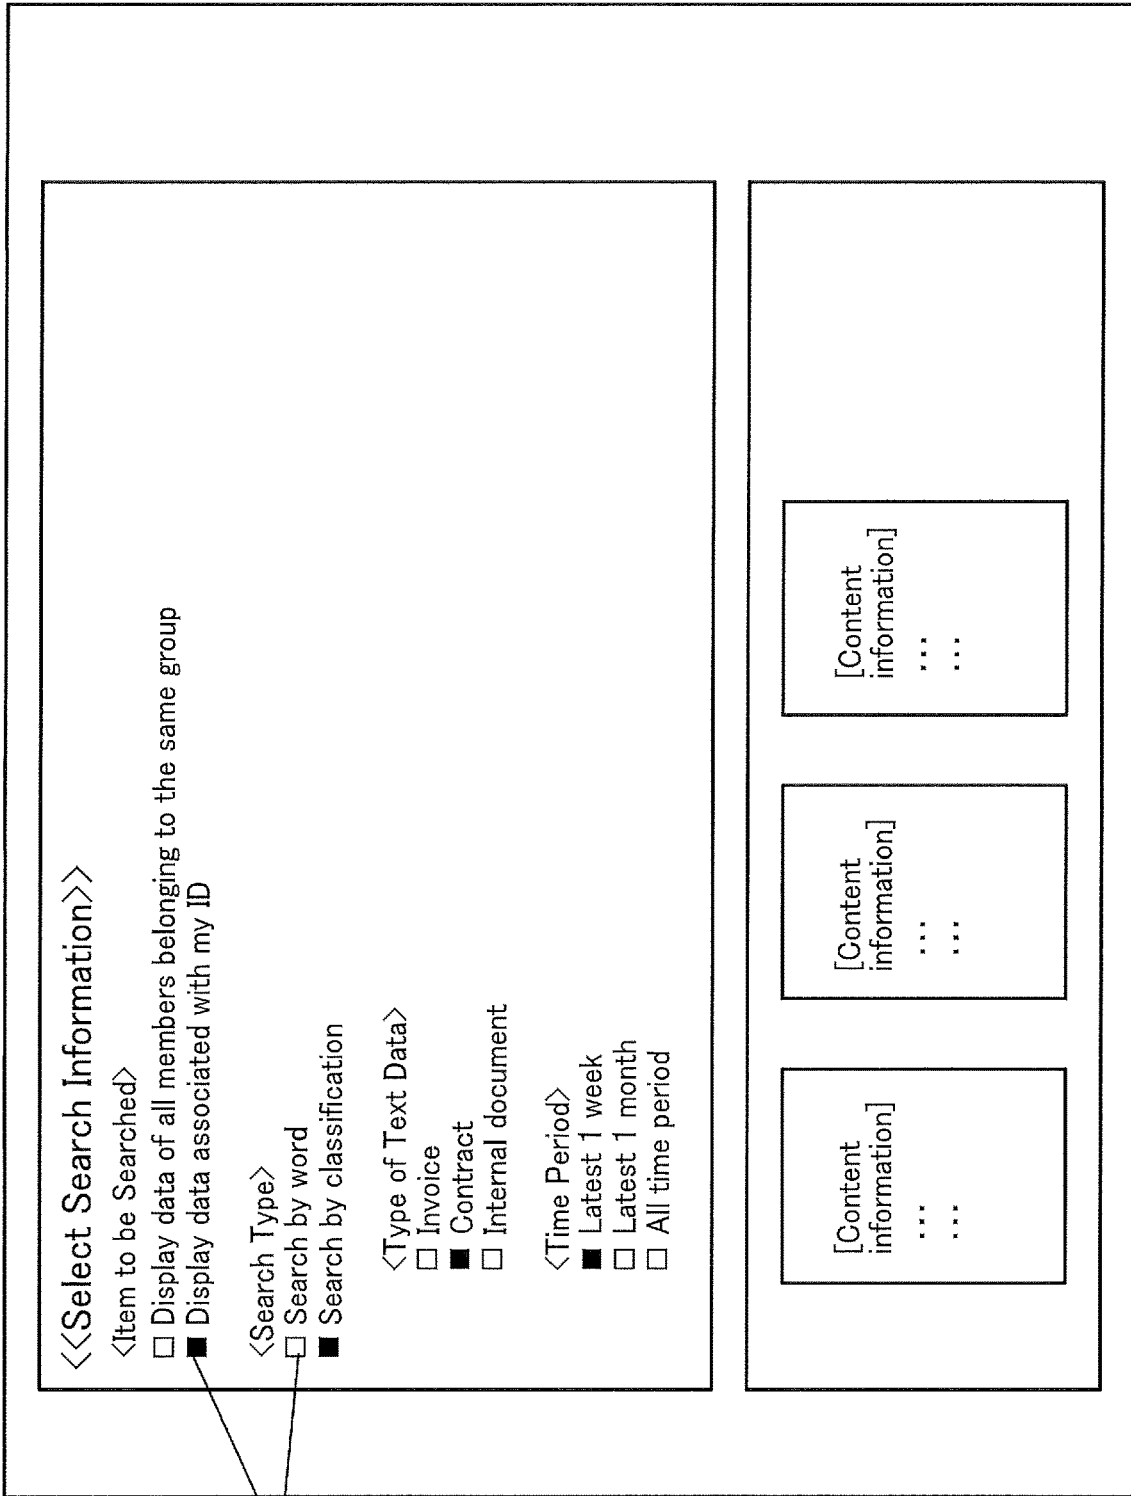 <<Select Search Information>>
<Item to be Searched>
□ Display data of all members belonging to the same group
■ Display data associated with my ID
<Search Type>
□ Search by word
■ Search by classification
<Type of Text Data>
□ Invoice
■ Contract
□ Internal document
<Time Period>
■ Latest 1 week
□ Latest 1 month
□ All time period
[Content
information]
...
...
[Content
information]
...
...
[Content
information]
...
...